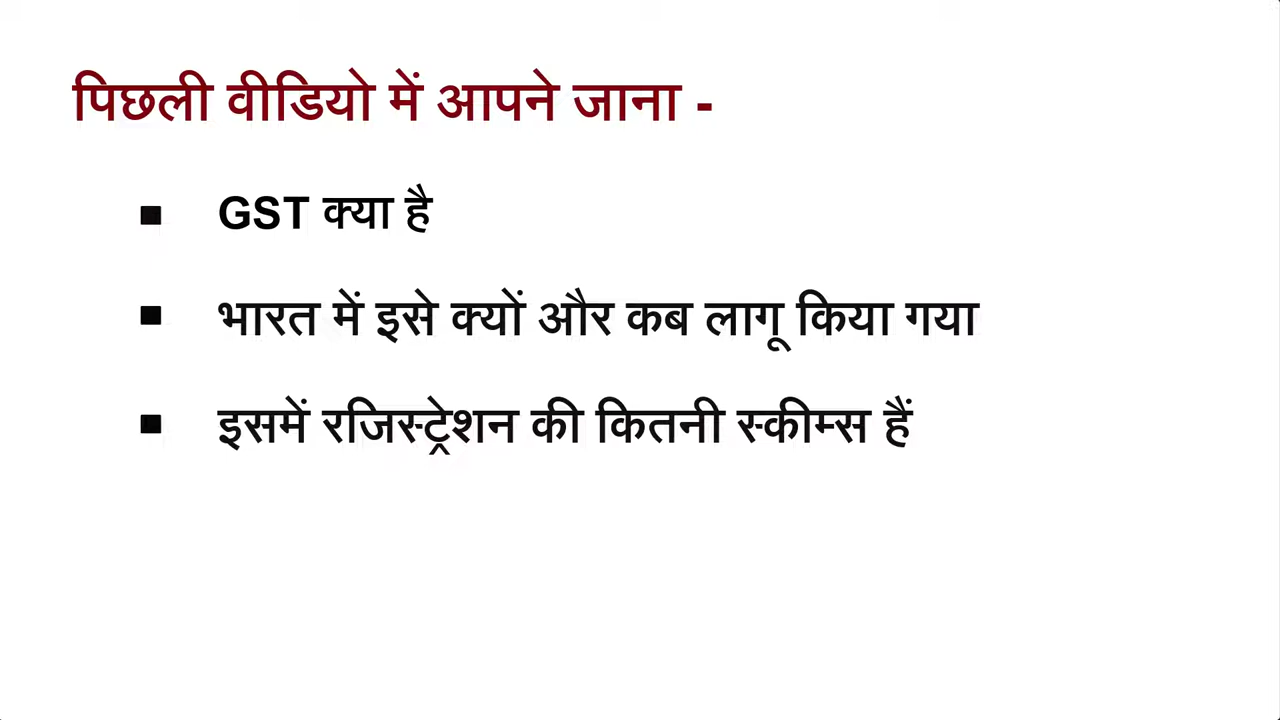 पिछली वीडियो में आपने जाना -
GST क्या है
भारत में इसे क्यों और कब लागू किया गया
इसमें रजिस्ट्रेशन की कितनी स्कीम्स हैं